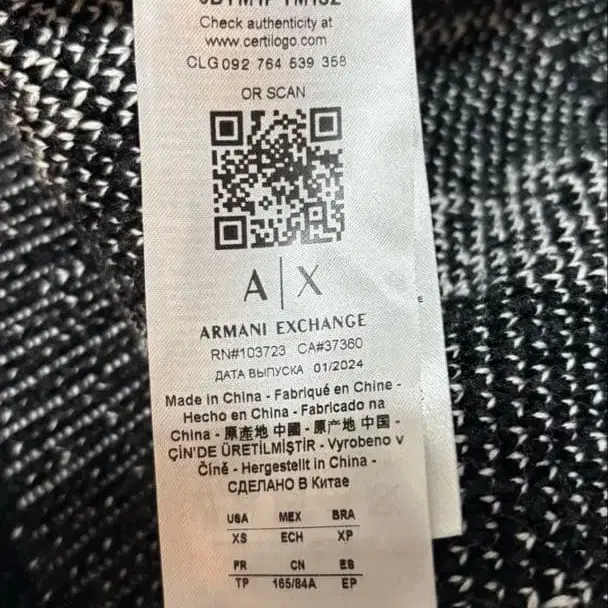 Check authenticity at
www.certilogo.com
CLG 092 764 539 358
OR SCAN
A|X
ARMANI EXCHANGE
RN#103723 CA#37360
ДАТА ВЫПУСКА 01/2024
Made in China - Fabriqué en Chine -
Hecho en China - Fabricado na
China - 原產地 中國 - 原产地 中国 -
ÇİN'DE ÜRETİLMİŞTİR - Vyrobeno v
Číně - Hergestellt in China -
СДЕЛАНО В Китае
USA MEX BRA
XS ECH XP
FR CN ES
TP 165/84A EP